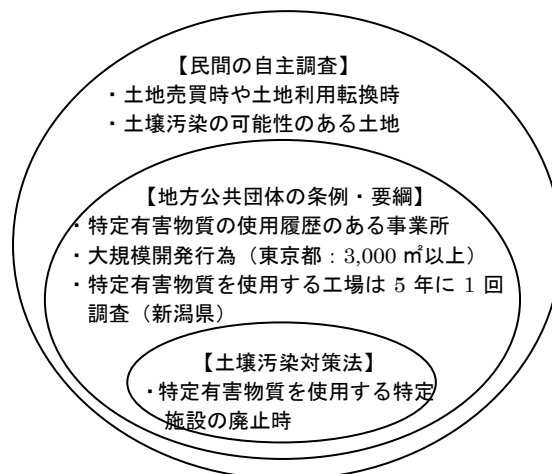 【民間の自主調査】
・土地売買時や土地利用転換時
・土壌汚染の可能性のある土地
【地方公共団体の条例・要綱】
・特定有害物質の使用履歴のある事業所
・大規模開発行為（東京都：3,000 ㎡以上）
・特定有害物質を使用する工場は 5 年に 1 回
調査（新潟県）
【土壌汚染対策法】
・特定有害物質を使用する特定
施設の廃止時